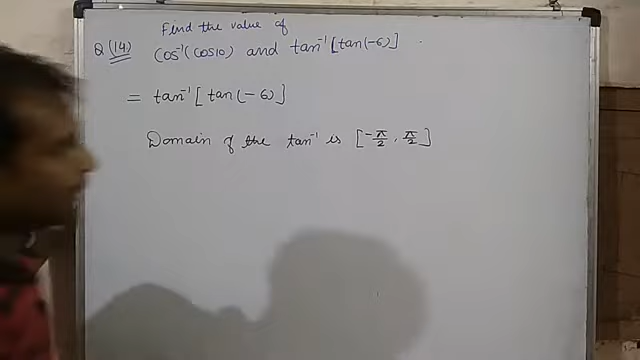 Find the value of
Q (14) cos⁻¹(cos10) and tan⁻¹[tan(-6)]
= tan⁻¹[tan(-6)]
Domain of the tan⁻¹ is [-π/2, π/2]